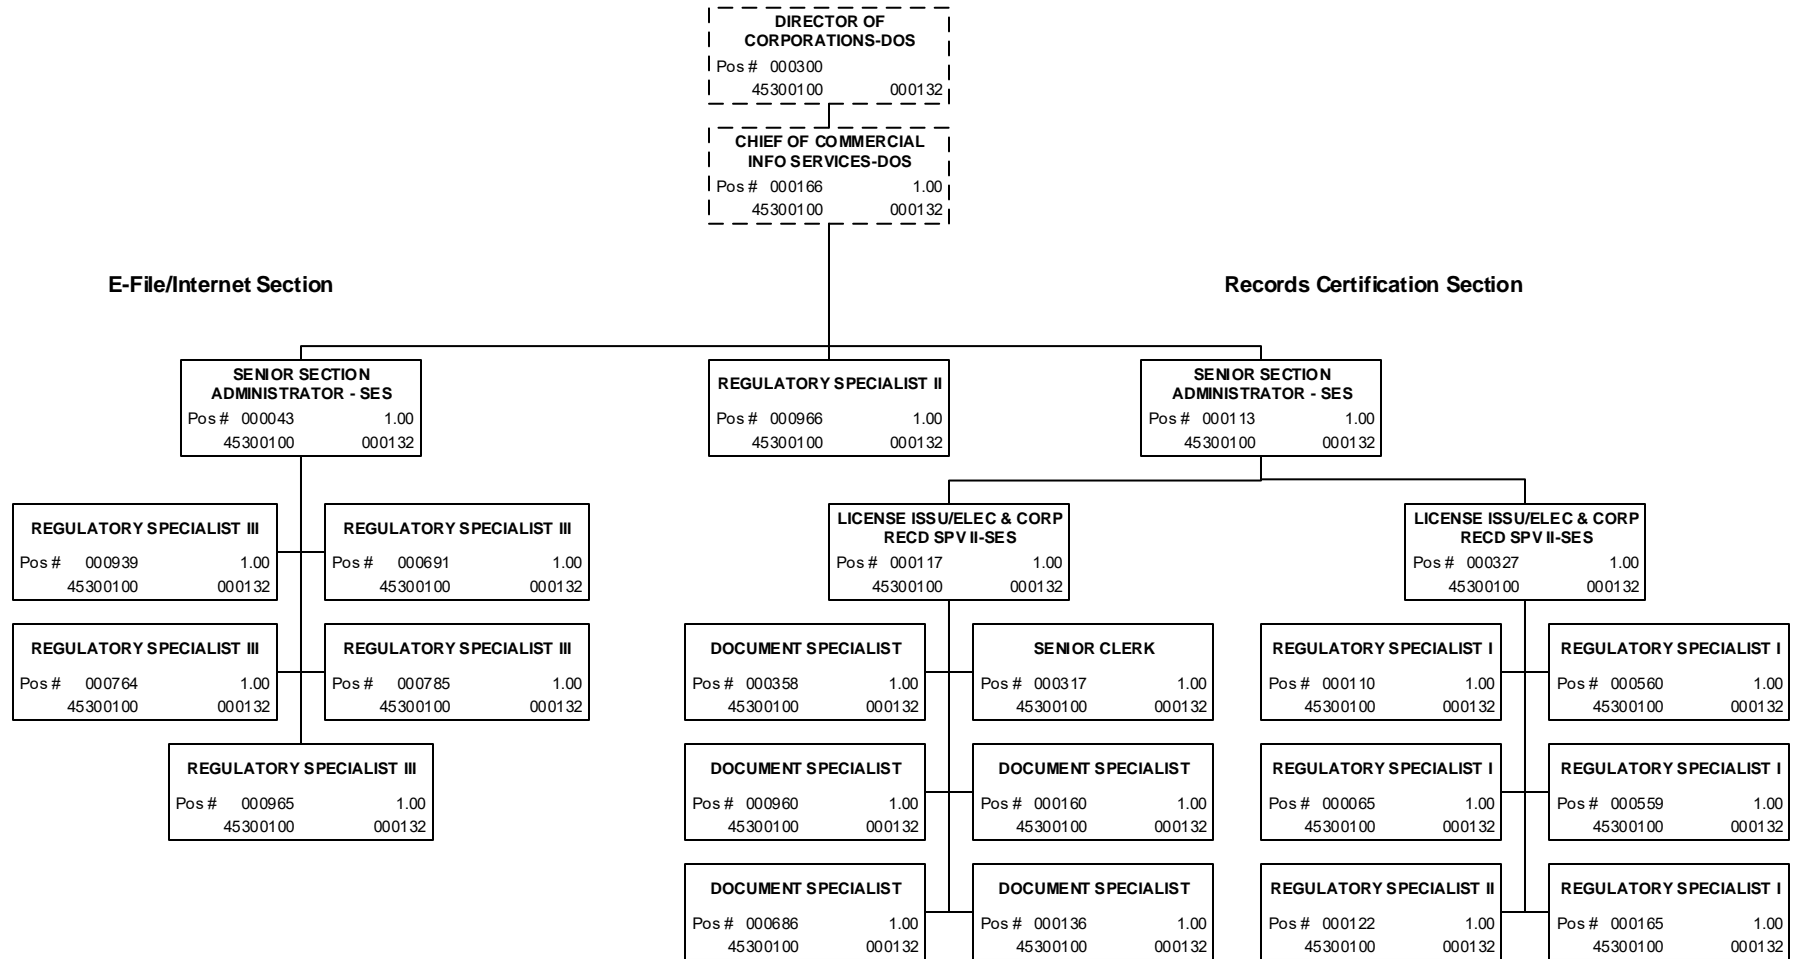 DIRECTOR OF
CORPORATIONS-DOS
Pos # 000300
45300100 000132
CHIEF OF COMMERCIAL
INFO SERVICES-DOS
Pos # 000166 1.00
45300100 000132
E-File/Internet Section
Records Certification Section
SENIOR SECTION
ADMINISTRATOR - SES
Pos # 000043 1.00
45300100 000132
REGULATORY SPECIALIST II
Pos # 000966 1.00
45300100 000132
SENIOR SECTION
ADMINISTRATOR - SES
Pos # 000113 1.00
45300100 000132
REGULATORY SPECIALIST III
Pos # 000939 1.00
45300100 000132
REGULATORY SPECIALIST III
Pos # 000691 1.00
45300100 000132
LICENSE ISSU/ELEC & CORP
RECD SPV II-SES
Pos # 000117 1.00
45300100 000132
LICENSE ISSU/ELEC & CORP
RECD SPV II-SES
Pos # 000327 1.00
45300100 000132
REGULATORY SPECIALIST III
Pos # 000764 1.00
45300100 000132
REGULATORY SPECIALIST III
Pos # 000785 1.00
45300100 000132
DOCUMENT SPECIALIST
Pos # 000358 1.00
45300100 000132
SENIOR CLERK
Pos # 000317 1.00
45300100 000132
REGULATORY SPECIALIST I
Pos # 000110 1.00
45300100 000132
REGULATORY SPECIALIST I
Pos # 000560 1.00
45300100 000132
REGULATORY SPECIALIST III
Pos # 000965 1.00
45300100 000132
DOCUMENT SPECIALIST
Pos # 000960 1.00
45300100 000132
DOCUMENT SPECIALIST
Pos # 000160 1.00
45300100 000132
REGULATORY SPECIALIST I
Pos # 000065 1.00
45300100 000132
REGULATORY SPECIALIST I
Pos # 000559 1.00
45300100 000132
DOCUMENT SPECIALIST
Pos # 000686 1.00
45300100 000132
DOCUMENT SPECIALIST
Pos # 000136 1.00
45300100 000132
REGULATORY SPECIALIST II
Pos # 000122 1.00
45300100 000132
REGULATORY SPECIALIST I
Pos # 000165 1.00
45300100 000132